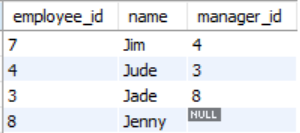 employee_id name manager_id
7 Jim 4
4 Jude 3
3 Jade 8
8 Jenny NULL